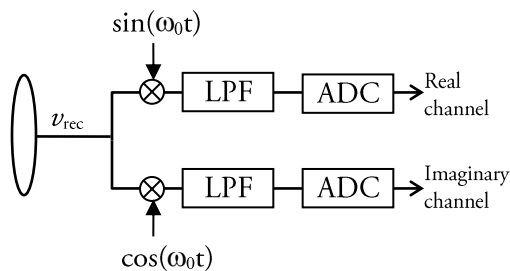 sin(ω₀t)
LPF
ADC
Real
channel
vrec
LPF
ADC
Imaginary
channel
cos(ω₀t)